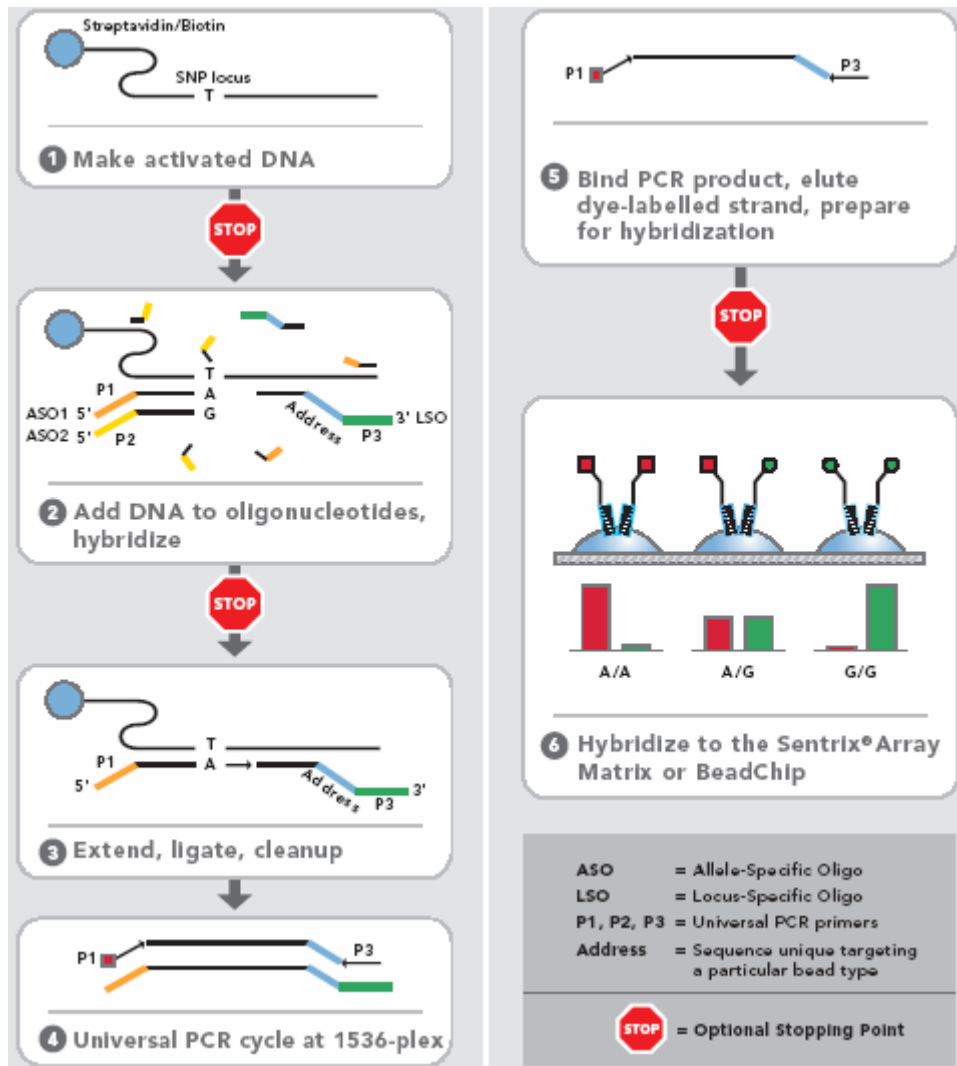 Streptavidin/Biotin
SNP locus
T
1 Make activated DNA
STOP
T
P1
A
ASO1 5'
G
Address
3' LSO
ASO2 5'
P2
P3
2 Add DNA to oligonucleotides,
hybridize
STOP
T
P1
A
5'
Address
P3
3'
3 Extend, ligate, cleanup
P1
P3
4 Universal PCR cycle at 1536-plex
P1
P3
5 Bind PCR product, elute
dye-labelled strand, prepare
for hybridization
STOP
A/A A/G G/G
6 Hybridize to the Sentrix® Array
Matrix or BeadChip
ASO = Allele-Specific Oligo
LSO = Locus-Specific Oligo
P1, P2, P3 = Universal PCR primers
Address = Sequence unique targeting
a particular bead type
STOP = Optional Stopping Point